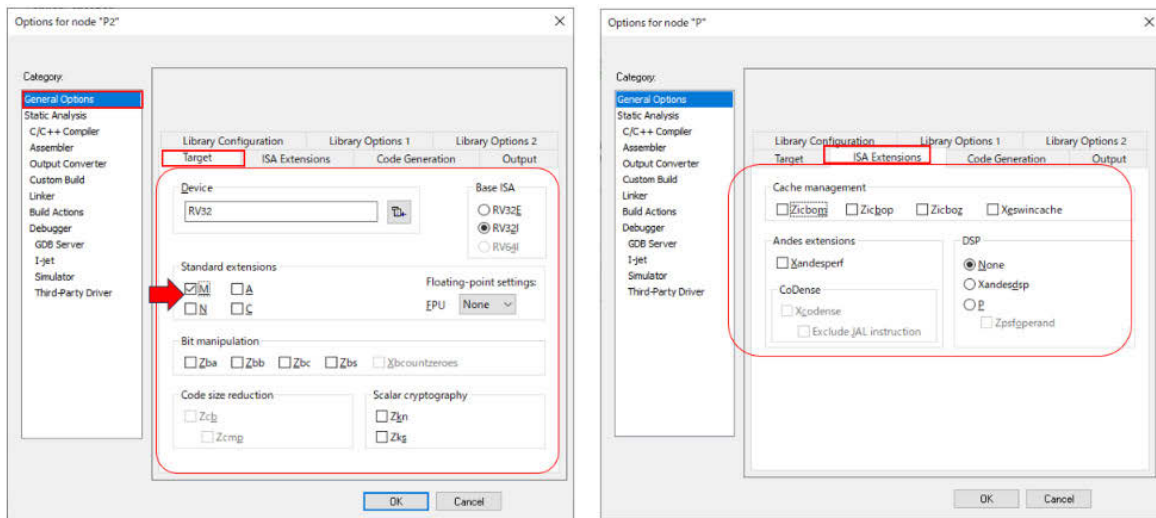 Options for node "P2"
Category:
General Options
Static Analysis
C/C++ Compiler
Assembler
Output Converter
Custom Build
Linker
Build Actions
Debugger
GDB Server
I-jet
Simulator
Third-Party Driver
Library Configuration Library Options 1 Library Options 2
Target ISA Extensions Code Generation Output
Device
RV32
Base ISA
RV32E
RV32I
RV64I
Standard extensions
M A
N C
Floating-point settings:
FPU None
Bit manipulation
Zba Zbb Zbc Zbs Xbcountzeroes
Code size reduction
Zcb
Zcmp
Scalar cryptography
Zkn
Zks
OK Cancel
Options for node "P"
Category:
General Options
Static Analysis
C/C++ Compiler
Assembler
Output Converter
Custom Build
Linker
Build Actions
Debugger
GDB Server
I-jet
Simulator
Third-Party Driver
Library Configuration Library Options 1 Library Options 2
Target ISA Extensions Code Generation Output
Cache management
Zicbom Zicbop Zicboz Xeswincache
Andes extensions
Xandesperf
CoDense
Xcodense
Exclude JAL instruction
DSP
None
Xandesdsp
P
Zpsfoperand
OK Cancel